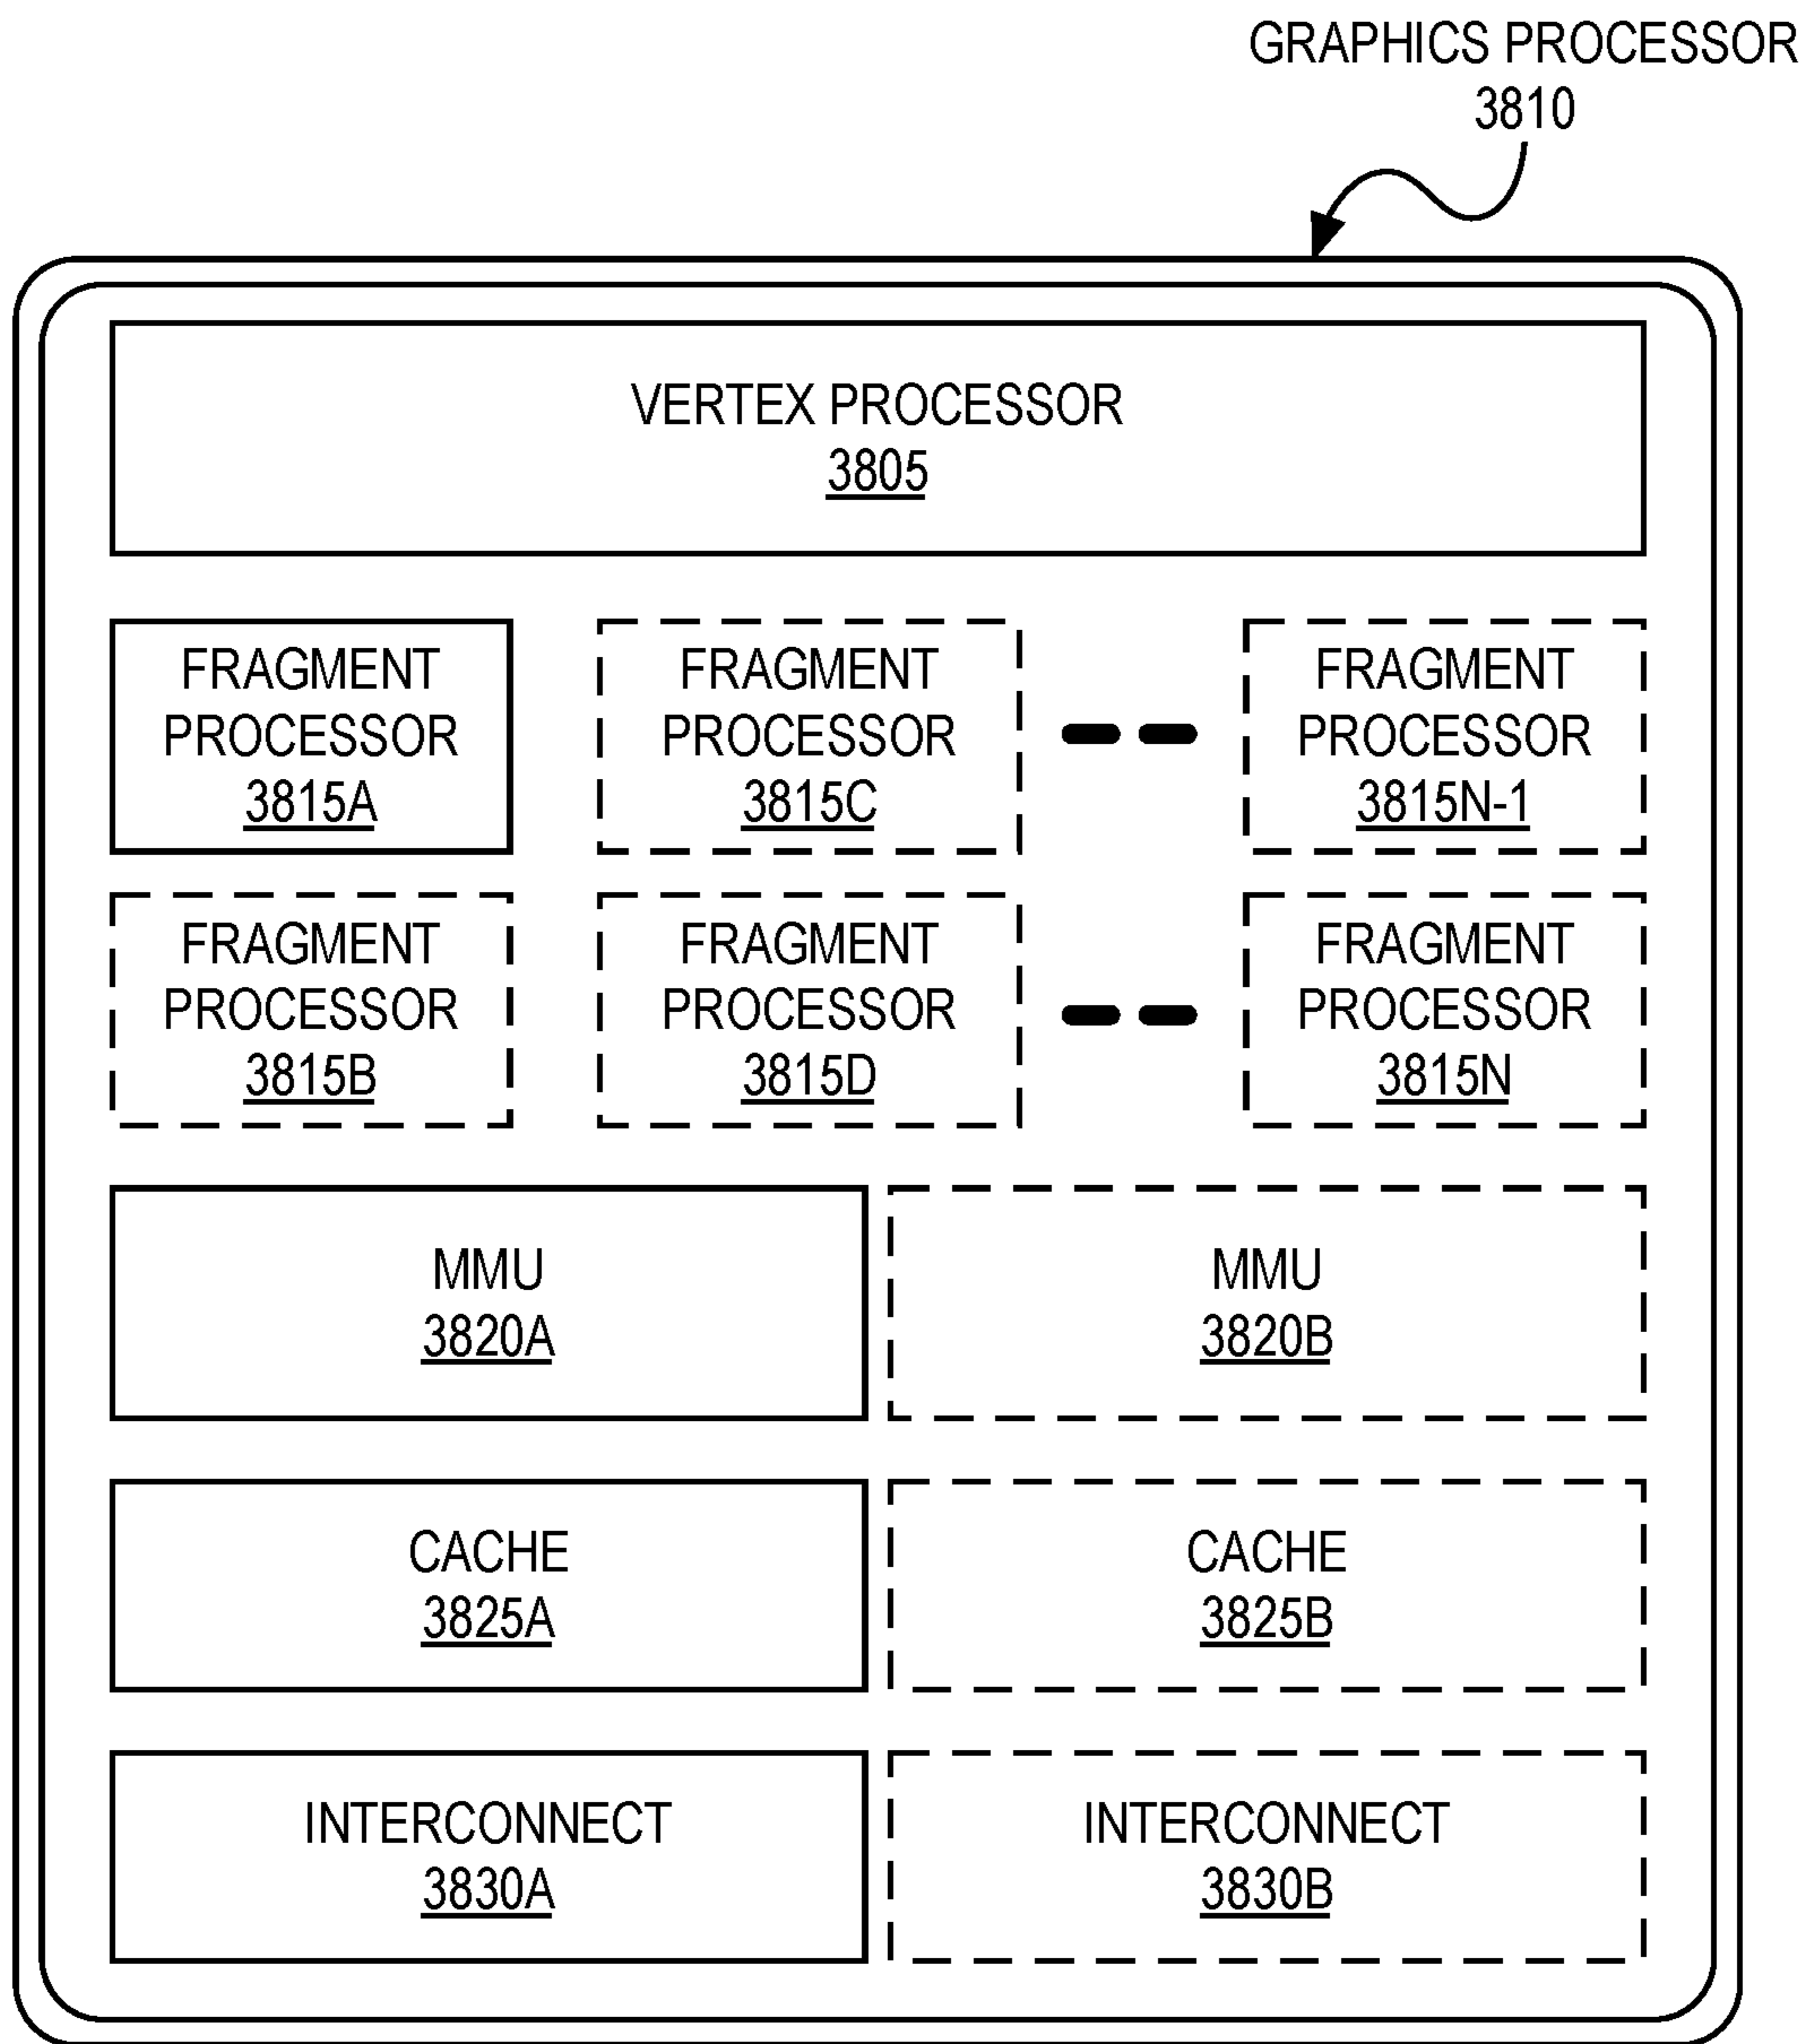 GRAPHICS PROCESSOR
3810
VERTEX PROCESSOR
3805
FRAGMENT
PROCESSOR
3815A
FRAGMENT
PROCESSOR
3815C
FRAGMENT
PROCESSOR
3815N-1
FRAGMENT
PROCESSOR
3815B
FRAGMENT
PROCESSOR
3815D
FRAGMENT
PROCESSOR
3815N
MMU
3820A
MMU
3820B
CACHE
3825A
CACHE
3825B
INTERCONNECT
3830A
INTERCONNECT
3830B